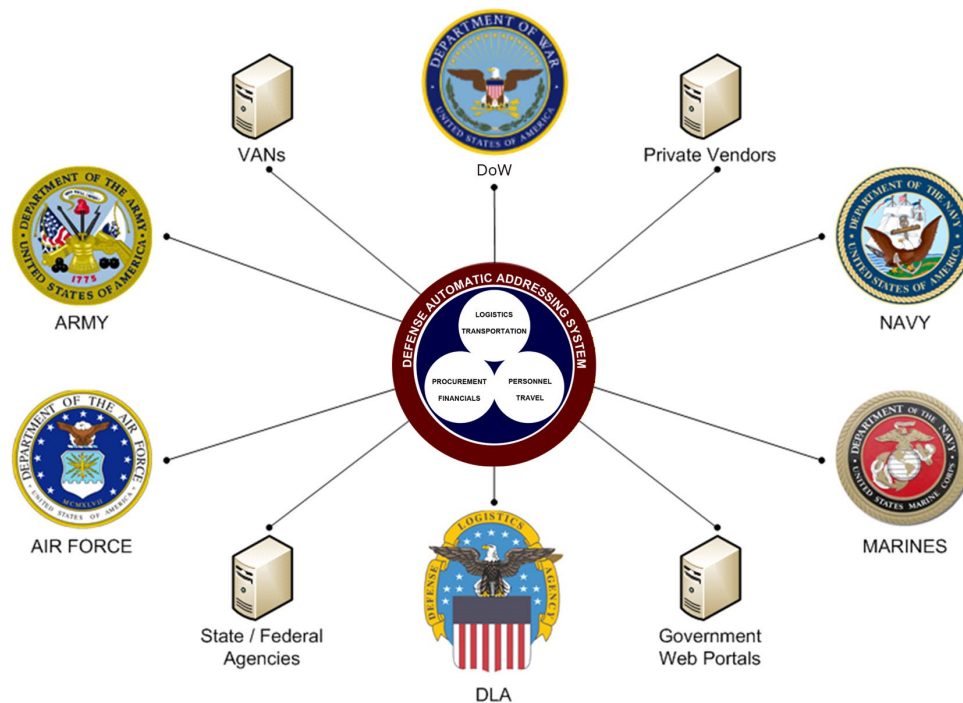 DEPARTMENT OF WAR
UNITED STATES OF AMERICA
DoW
VANs
Private Vendors
DEPARTMENT OF THE ARMY
1775
UNITED STATES OF AMERICA
ARMY
DEPARTMENT OF THE NAVY
UNITED STATES OF AMERICA
NAVY
DEFENSE AUTOMATIC ADDRESSING SYSTEM
LOGISTICS
TRANSPORTATION
PROCUREMENT
FINANCIALS
PERSONNEL
TRAVEL
DEPARTMENT OF THE AIR FORCE
MCMXLVII
UNITED STATES OF AMERICA
AIR FORCE
DEPARTMENT OF THE NAVY
UNITED STATES MARINE CORPS
MARINES
State / Federal
Agencies
DEFENSE LOGISTICS AGENCY
DLA
Government
Web Portals